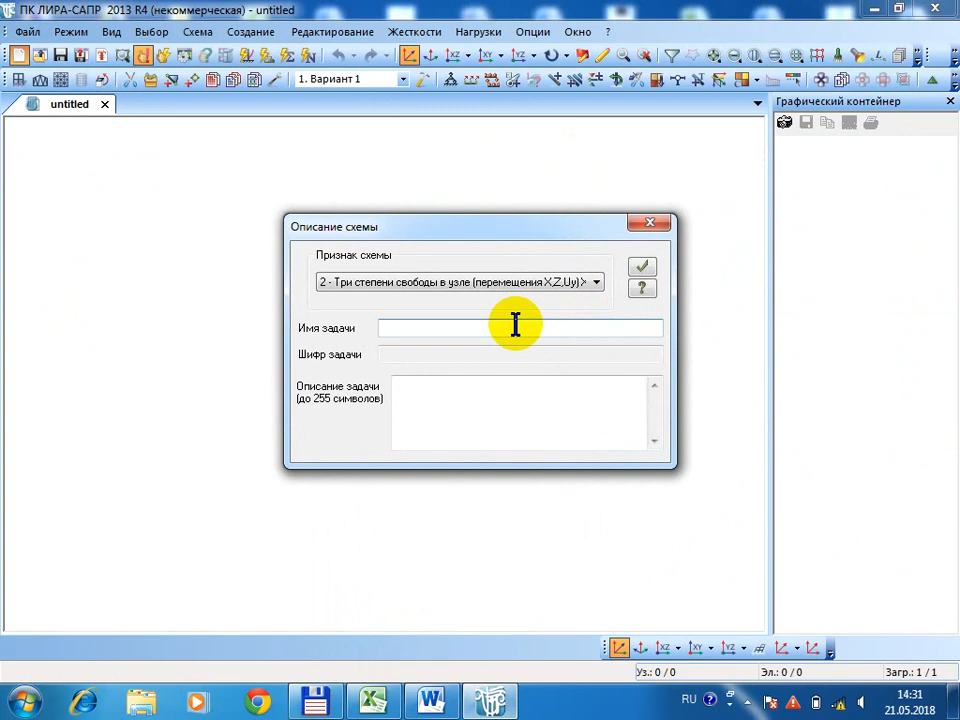 ПК ЛИРА-САПР 2013 R4 (некоммерческая) - untitled
Файл Режим Вид Выбор Схема Создание Редактирование Жесткости Нагрузки Опции Окно ?
1. Вариант 1
untitled
Графический контейнер
Описание схемы
Признак схемы
2 - Три степени свободы в узле (перемещения X,Z,Uy) X
Имя задачи
Шифр задачи
Описание задачи
(до 255 символов)
XZ XY YZ
Уз.: 0 / 0 Эл.: 0 / 0 Загр.: 1 / 1
RU
14:31
21.05.2018